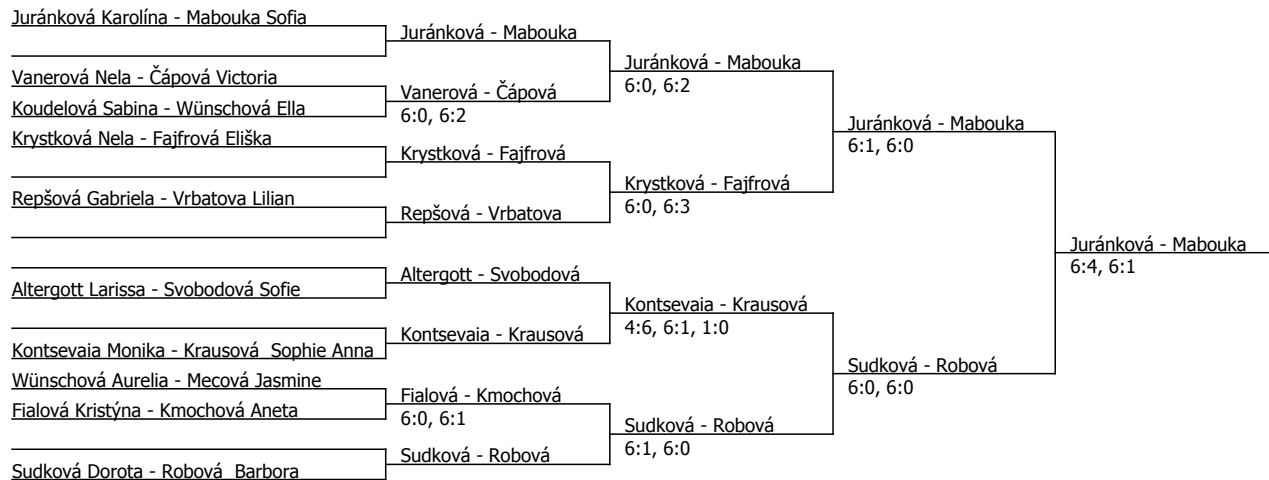 Juránková Karolína - Mabouka Sofia
Vanerová Nela - Čápová Victoria
Koudelová Sabina - Wünschová Ella
Krystková Nela - Fajfrová Eliška
Repšová Gabriela - Vrbatova Lilian
Altergott Larissa - Svobodová Sofie
Kontsevaia Monika - Krausová  Sophie Anna
Wünschová Aurelia - Mecová Jasmine
Fialová Kristýna - Kmochová Aneta
Sudková Dorota - Robová  Barbora
Juránková - Mabouka
Vanerová - Čápová
6:0, 6:2
Krystková - Fajfrová
Repšová - Vrbatova
Altergott - Svobodová
Kontsevaia - Krausová
Fialová - Kmochová
6:0, 6:1
Sudková - Robová
Juránková - Mabouka
6:0, 6:2
Krystková - Fajfrová
6:0, 6:3
Kontsevaia - Krausová
4:6, 6:1, 1:0
Sudková - Robová
6:1, 6:0
Juránková - Mabouka
6:1, 6:0
Sudková - Robová
6:0, 6:0
Juránková - Mabouka
6:4, 6:1